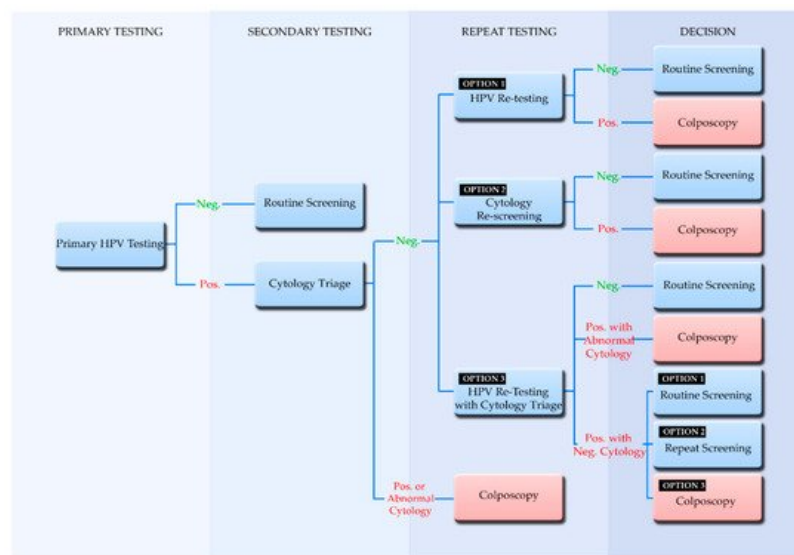 PRIMARY TESTING
SECONDARY TESTING
REPEAT TESTING
DECISION
Primary HPV Testing
Neg.
Routine Screening
Pos.
Cytology Triage
Neg.
OPTION 1
HPV Re-testing
Neg.
Routine Screening
Pos.
Colposcopy
OPTION 2
Cytology
Re-screening
Neg.
Routine Screening
Pos.
Colposcopy
OPTION 3
HPV Re-Testing
with Cytology Triage
Neg.
Routine Screening
Pos. with
Abnormal
Cytology
Colposcopy
Pos. with
Neg. Cytology
OPTION 1
Routine Screening
OPTION 2
Repeat Screening
OPTION 3
Colposcopy
Pos. or
Abnormal
Cytology
Colposcopy